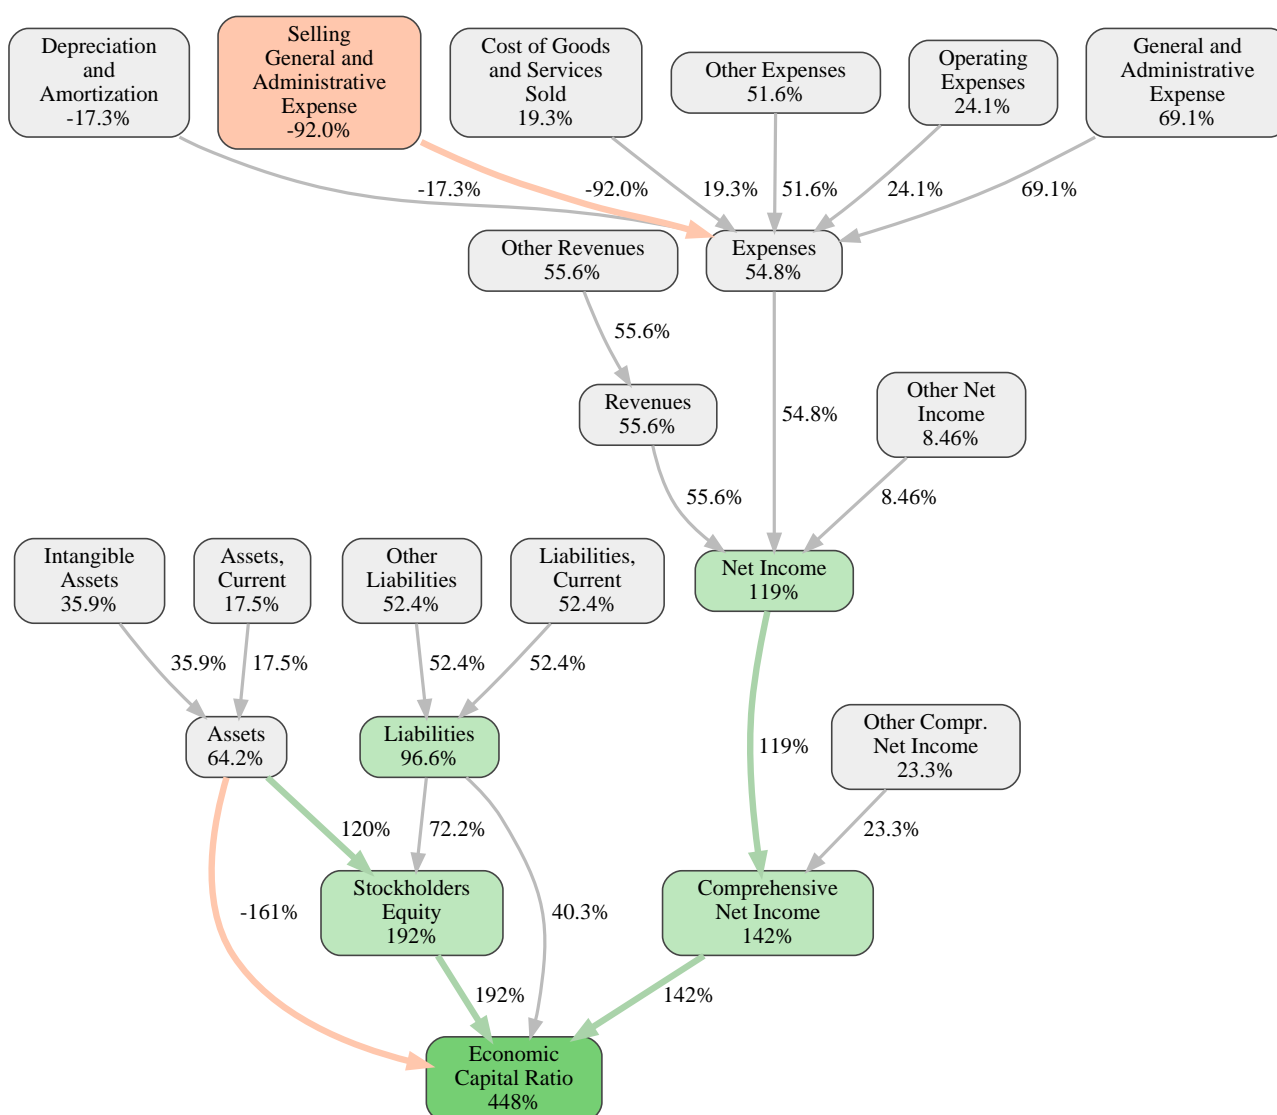 Depreciation
and
Amortization
-17.3%
Selling
General and
Administrative
Expense
-92.0%
Cost of Goods
and Services
Sold
19.3%
Other Expenses
51.6%
Operating
Expenses
24.1%
General and
Administrative
Expense
69.1%
-17.3%
-92.0%
19.3%
51.6%
24.1%
69.1%
Other Revenues
55.6%
Expenses
54.8%
55.6%
Revenues
55.6%
54.8%
Other Net
Income
8.46%
55.6%
8.46%
Intangible
Assets
35.9%
Assets,
Current
17.5%
Other
Liabilities
52.4%
Liabilities,
Current
52.4%
Net Income
119%
35.9%
17.5%
52.4%
52.4%
Assets
64.2%
Liabilities
96.6%
119%
Other Compr.
Net Income
23.3%
120%
72.2%
23.3%
Stockholders
Equity
192%
Comprehensive
Net Income
142%
-161%
40.3%
192%
142%
Economic
Capital Ratio
448%